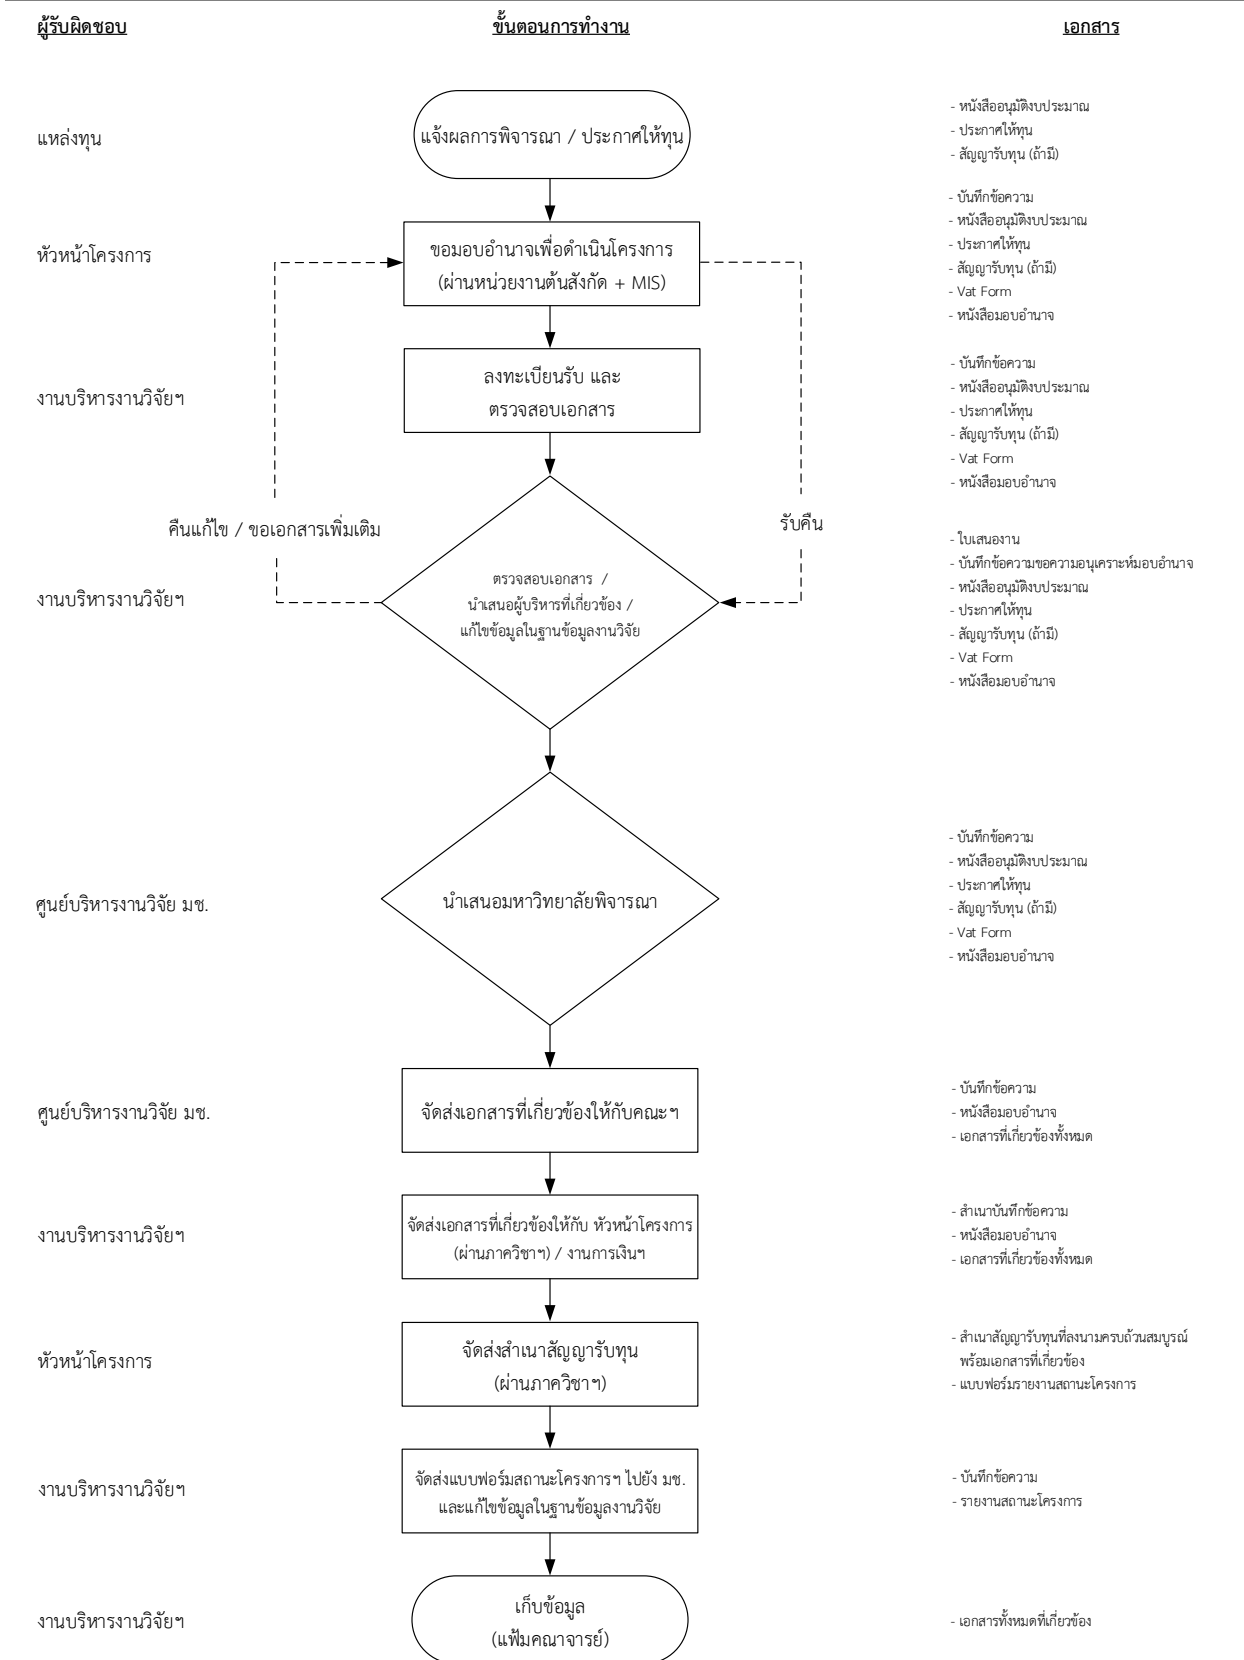 ผู้รับผิดชอบ
ขั้นตอนการทำงาน
เอกสาร
แหล่งทุน
แจ้งผลการพิจารณา / ประกาศให้ทุน
- หนังสืออนุมัติงบประมาณ
- ประกาศให้ทุน
- สัญญารับทุน (ถ้ามี)
หัวหน้าโครงการ
ขอมอบอำนาจเพื่อดำเนินโครงการ
(ผ่านหน่วยงานต้นสังกัด + MIS)
- บันทึกข้อความ
- หนังสืออนุมัติงบประมาณ
- ประกาศให้ทุน
- สัญญารับทุน (ถ้ามี)
- Vat Form
- หนังสือมอบอำนาจ
งานบริหารงานวิจัยฯ
ลงทะเบียนรับ และ
ตรวจสอบเอกสาร
- บันทึกข้อความ
- หนังสืออนุมัติงบประมาณ
- ประกาศให้ทุน
- สัญญารับทุน (ถ้ามี)
- Vat Form
- หนังสือมอบอำนาจ
คืนแก้ไข / ขอเอกสารเพิ่มเติม
รับคืน
งานบริหารงานวิจัยฯ
ตรวจสอบเอกสาร /
นำเสนอผู้บริหารที่เกี่ยวข้อง /
แก้ไขข้อมูลในฐานข้อมูลงานวิจัย
- ใบเสนองาน
- บันทึกข้อความขอความอนุเคราะห์มอบอำนาจ
- หนังสืออนุมัติงบประมาณ
- ประกาศให้ทุน
- สัญญารับทุน (ถ้ามี)
- Vat Form
- หนังสือมอบอำนาจ
ศูนย์บริหารงานวิจัย มช.
นำเสนอมหาวิทยาลัยพิจารณา
- บันทึกข้อความ
- หนังสืออนุมัติงบประมาณ
- ประกาศให้ทุน
- สัญญารับทุน (ถ้ามี)
- Vat Form
- หนังสือมอบอำนาจ
ศูนย์บริหารงานวิจัย มช.
จัดส่งเอกสารที่เกี่ยวข้องให้กับคณะฯ
- บันทึกข้อความ
- หนังสือมอบอำนาจ
- เอกสารที่เกี่ยวข้องทั้งหมด
งานบริหารงานวิจัยฯ
จัดส่งเอกสารที่เกี่ยวข้องให้กับ หัวหน้าโครงการ
(ผ่านภาควิชาฯ) / งานการเงินฯ
- สำเนาบันทึกข้อความ
- หนังสือมอบอำนาจ
- เอกสารที่เกี่ยวข้องทั้งหมด
หัวหน้าโครงการ
จัดส่งสำเนาสัญญารับทุน
(ผ่านภาควิชาฯ)
- สำเนาสัญญารับทุนที่ลงนามครบถ้วนสมบูรณ์
พร้อมเอกสารที่เกี่ยวข้อง
- แบบฟอร์มรายงานสถานะโครงการ
งานบริหารงานวิจัยฯ
จัดส่งแบบฟอร์มสถานะโครงการฯ ไปยัง มช.
และแก้ไขข้อมูลในฐานข้อมูลงานวิจัย
- บันทึกข้อความ
- รายงานสถานะโครงการ
งานบริหารงานวิจัยฯ
เก็บข้อมูล
(แฟ้มคณาจารย์)
- เอกสารทั้งหมดที่เกี่ยวข้อง